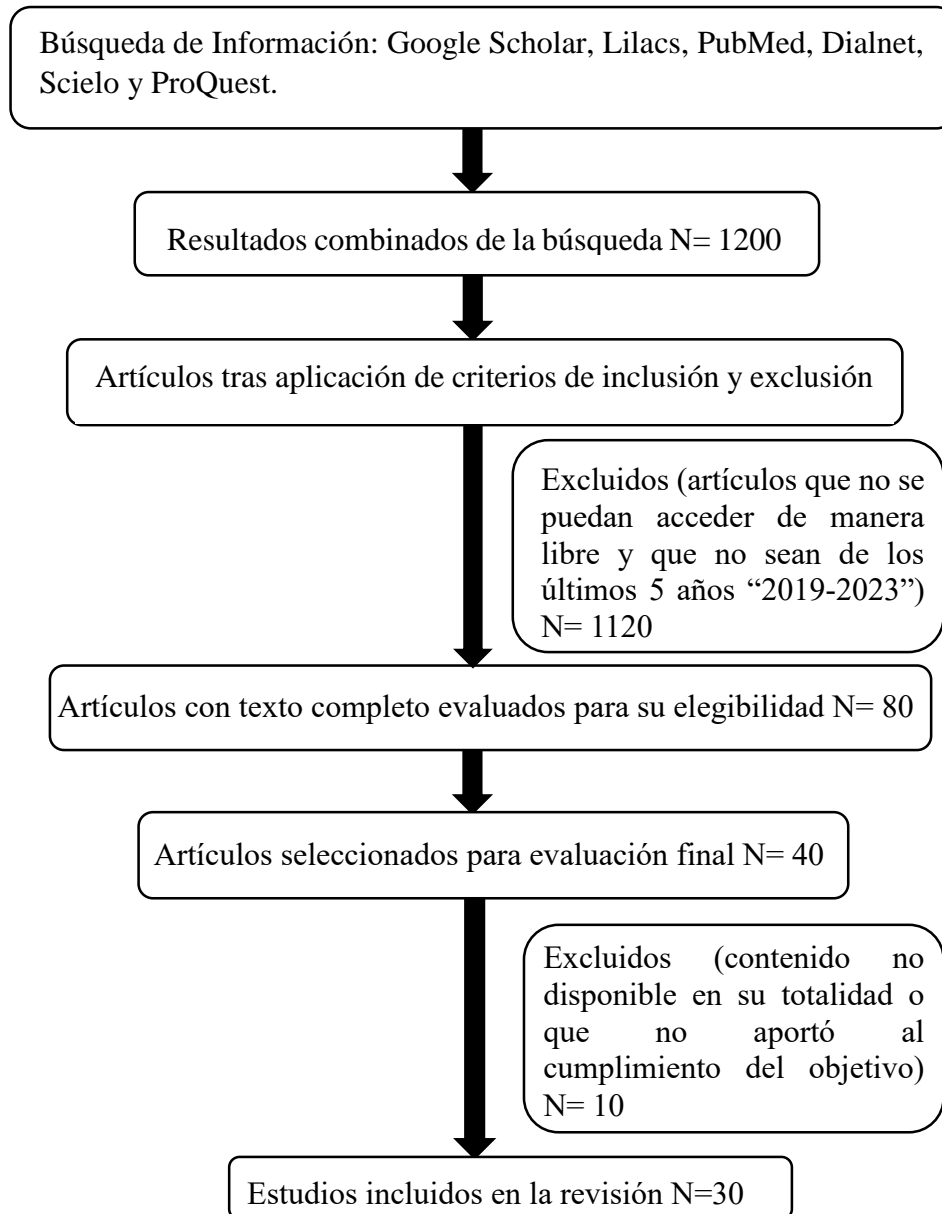 Búsqueda de Información: Google Scholar, Lilacs, PubMed, Dialnet,
Scielo y ProQuest.
Resultados combinados de la búsqueda N= 1200
Artículos tras aplicación de criterios de inclusión y exclusión
Excluidos (artículos que no se
puedan acceder de manera
libre y que no sean de los
últimos 5 años “2019-2023”)
N= 1120
Artículos con texto completo evaluados para su elegibilidad N= 80
Artículos seleccionados para evaluación final N= 40
Excluidos (contenido no
disponible en su totalidad o
que no aportó al
cumplimiento del objetivo)
N= 10
Estudios incluidos en la revisión N=30